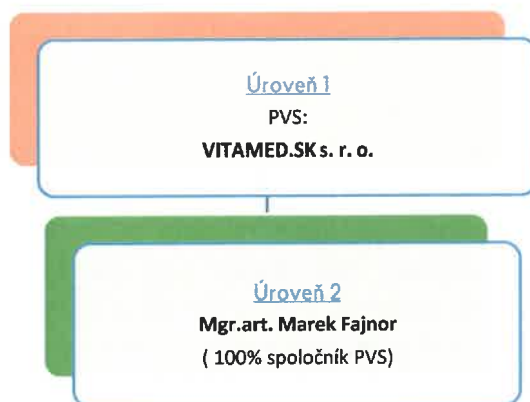 Úroveň 1
PVS:
VITAMED.SK s. r. o.
Úroveň 2
Mgr.art. Marek Fajnor
( 100% spoločník PVS)